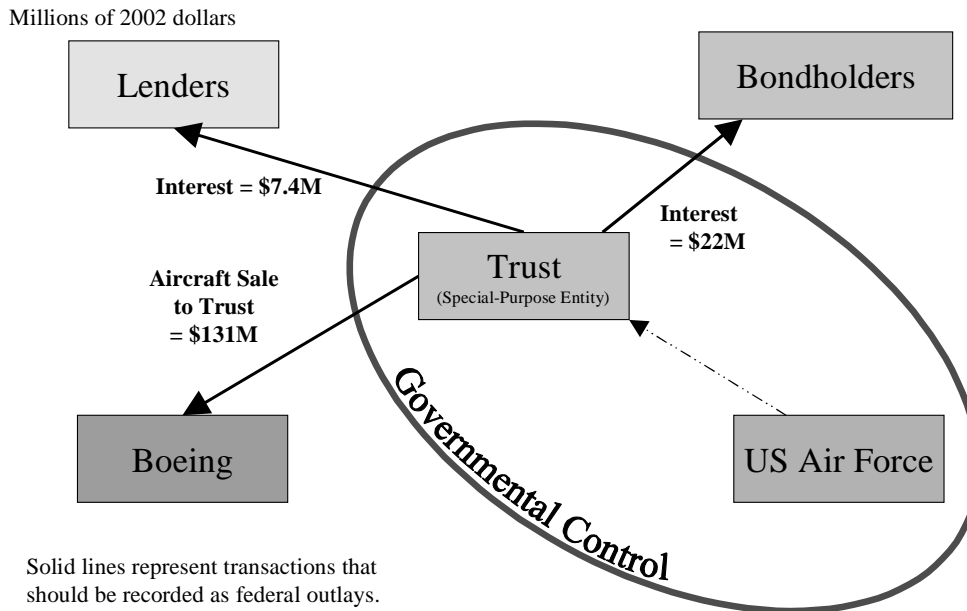 Millions of 2002 dollars
Lenders
Bondholders
Interest = $7.4M
Interest
= $22M
Trust
(Special-Purpose Entity)
Aircraft Sale
to Trust
= $131M
Governmental Control
Boeing
US Air Force
Solid lines represent transactions that
should be recorded as federal outlays.